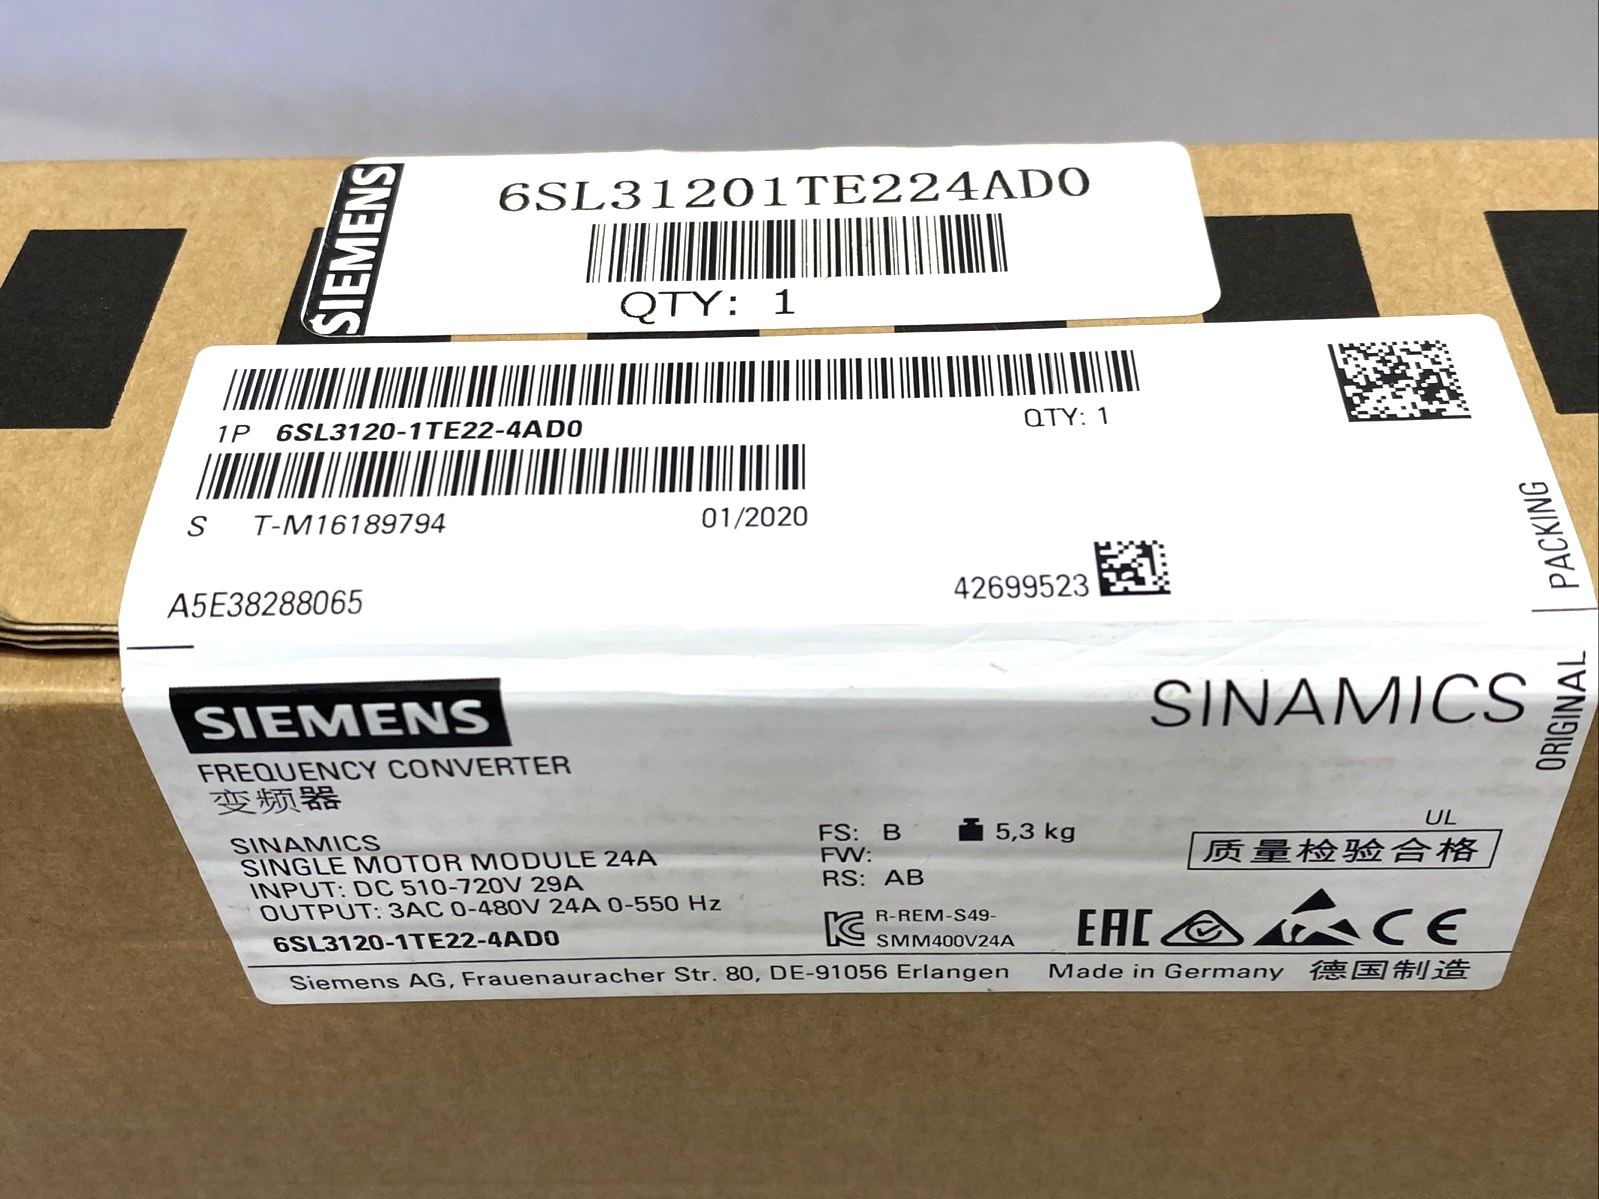 SIEMENS
6SL31201TE224AD0
QTY: 1
1P 6SL3120-1TE22-4AD0
QTY: 1
S T-M16189794
01/2020
A5E38288065
42699523
ORIGINAL | PACKING
SIEMENS
SINAMICS
FREQUENCY CONVERTER
变频器
SINAMICS
SINGLE MOTOR MODULE 24A
INPUT: DC 510-720V 29A
OUTPUT: 3AC 0-480V 24A 0-550 Hz
6SL3120-1TE22-4AD0
FS: B 5,3 kg
FW:
RS: AB
UL
质量检验合格
R-REM-S49-
SMM400V24A
EAC CE
Siemens AG, Frauenauracher Str. 80, DE-91056 Erlangen Made in Germany 德国制造